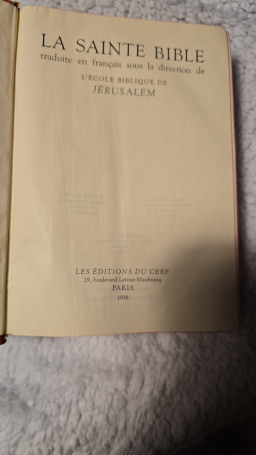 LA SAINTE BIBLE
traduite en français sous la direction de
L'ÉCOLE BIBLIQUE DE
JÉRUSALEM
LES ÉDITIONS DU CERF
29, boulevard Latour-Maubourg
PARIS
1956